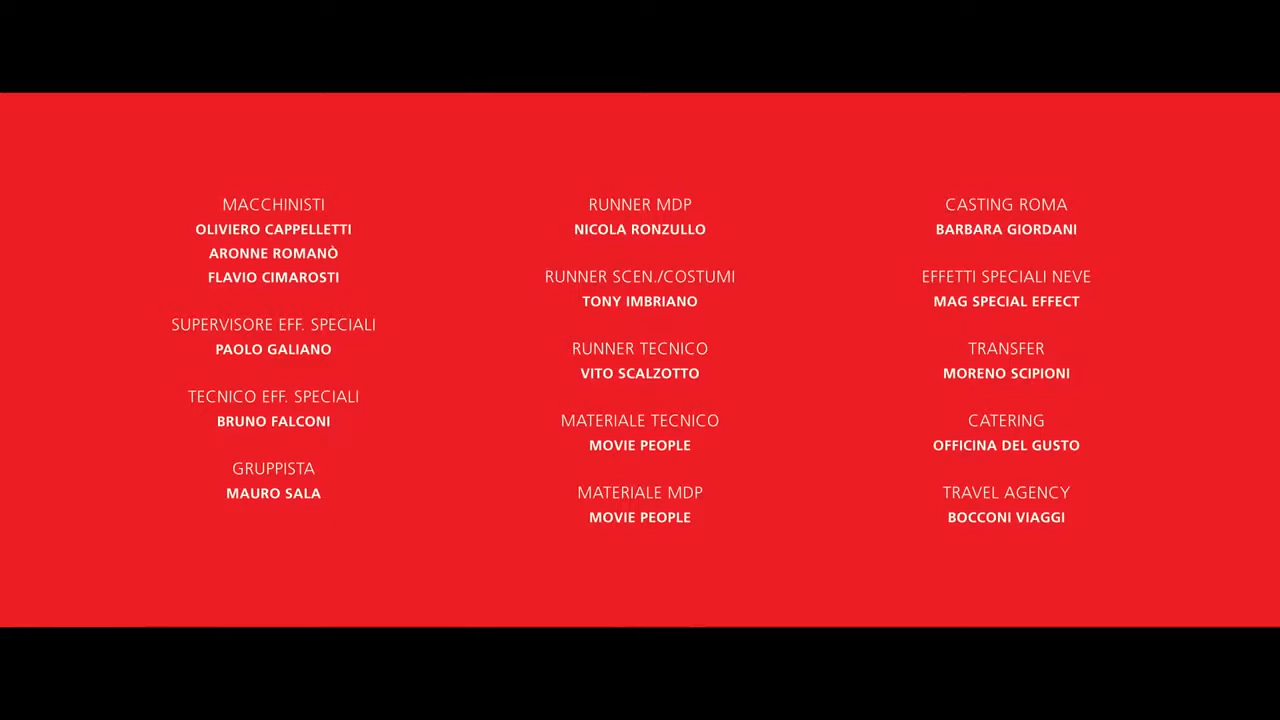 MACCHINISTI
OLIVIERO CAPPELLETTI
ARONNE ROMANÒ
FLAVIO CIMAROSTI
SUPERVISORE EFF. SPECIALI
PAOLO GALIANO
TECNICO EFF. SPECIALI
BRUNO FALCONI
GRUPPISTA
MAURO SALA
RUNNER MDP
NICOLA RONZULLO
RUNNER SCEN./COSTUMI
TONY IMBRIANO
RUNNER TECNICO
VITO SCALZOTTO
MATERIALE TECNICO
MOVIE PEOPLE
MATERIALE MDP
MOVIE PEOPLE
CASTING ROMA
BARBARA GIORDANI
EFFETTI SPECIALI NEVE
MAG SPECIAL EFFECT
TRANSFER
MORENO SCIPIONI
CATERING
OFFICINA DEL GUSTO
TRAVEL AGENCY
BOCCONI VIAGGI